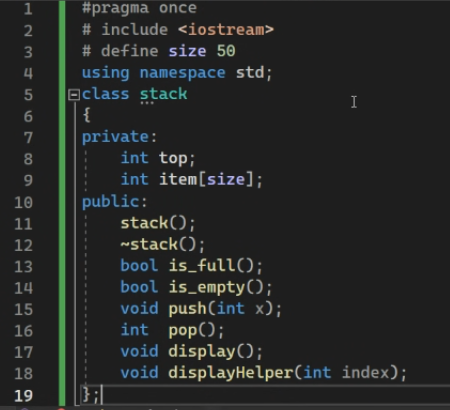 1 #pragma once
2 # include <iostream>
3 # define size 50
4 using namespace std;
5 class stack
6 {
7 private:
8     int top;
9     int item[size];
10 public:
11     stack();
12     ~stack();
13     bool is_full();
14     bool is_empty();
15     void push(int x);
16     int  pop();
17     void display();
18     void displayHelper(int index);
19 };